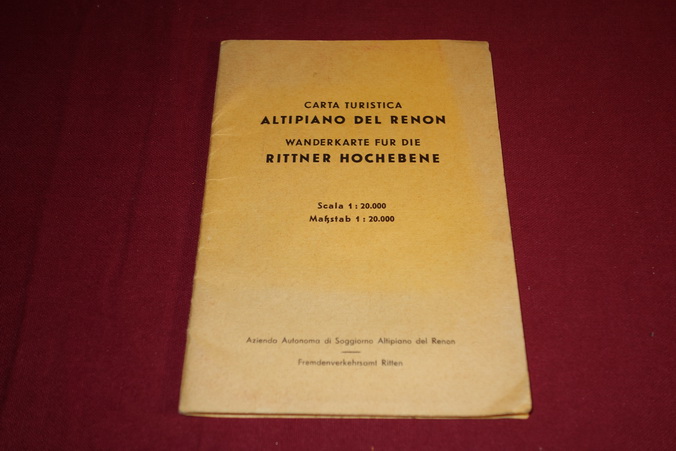 CARTA TURISTICA
ALTIPIANO DEL RENON
WANDERKARTE FUR DIE
RITTNER HOCHEBENE
Scala 1 : 20.000
Maßstab 1 : 20.000
Azienda Autonoma di Soggiorno Altipiano del Renon
Fremdenverkehrsamt Ritten